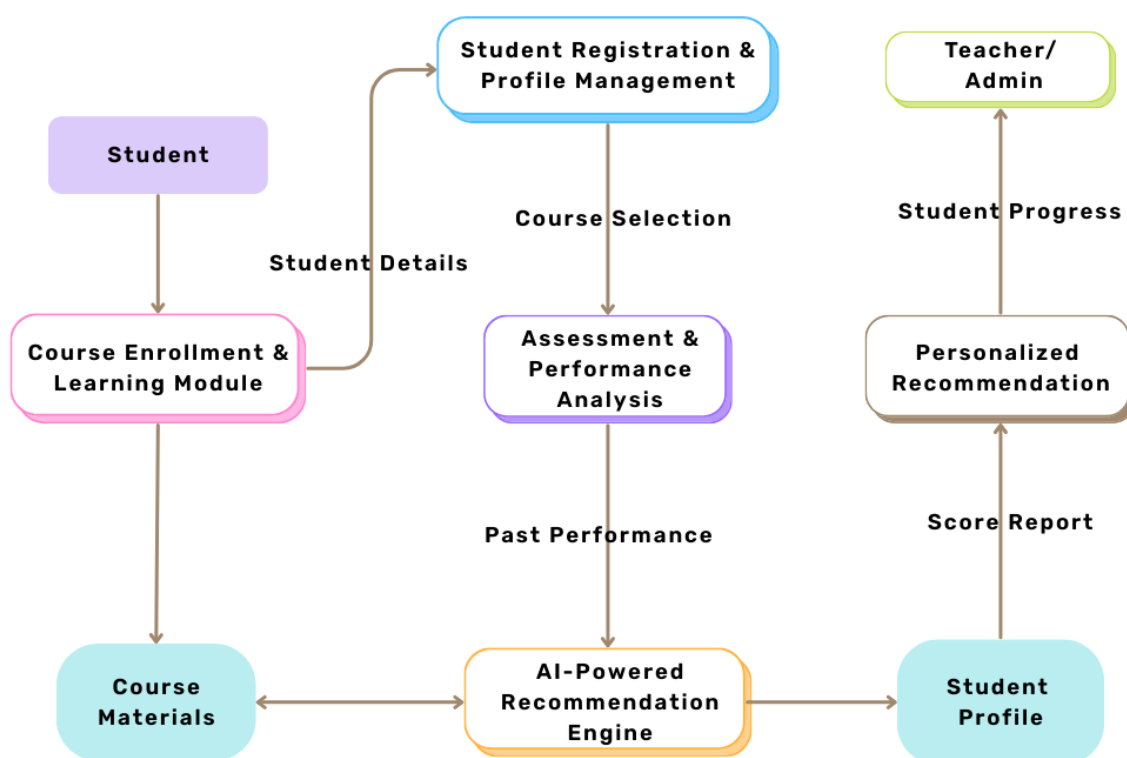 Student Registration &
Profile Management
Teacher/
Admin
Student
Course Selection
Student Progress
Student Details
Course Enrollment &
Learning Module
Assessment &
Performance
Analysis
Personalized
Recommendation
Past Performance
Score Report
Course
Materials
AI-Powered
Recommendation
Engine
Student
Profile